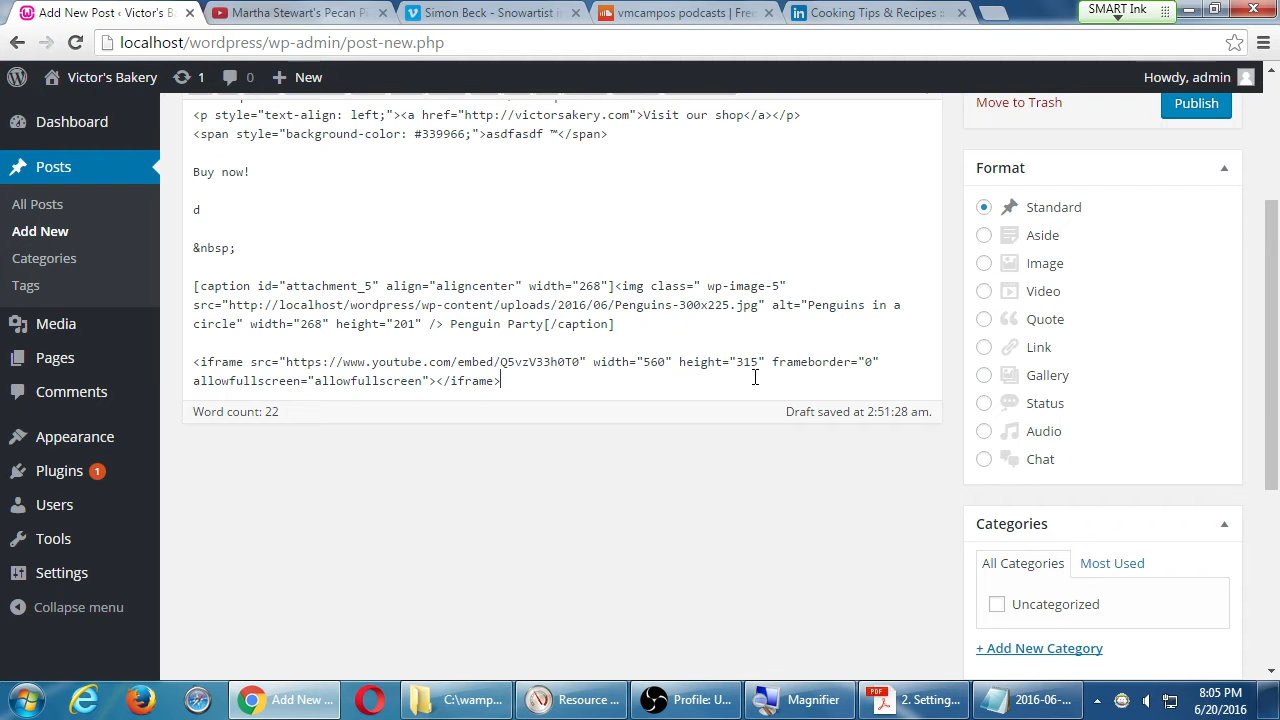 Add New Post ‹ Victor's B
Martha Stewart's Pecan P
Simon Beck - Snowartist in
vmcampos podcasts | Free
Cooking Tips & Recipes
SMART Ink
localhost/wordpress/wp-admin/post-new.php
Victor's Bakery
1
0
New
Howdy, admin
Dashboard
Posts
All Posts
Add New
Categories
Tags
Media
Pages
Comments
Appearance
Plugins 1
Users
Tools
Settings
Collapse menu
<p style="text-align: left;"><a href="http://victorsakery.com">Visit our shop</a></p>
<span style="background-color: #339966;">asdfasdf ™</span>
Buy now!
d
&nbsp;
[caption id="attachment_5" align="aligncenter" width="268"]<img class=" wp-image-5"
src="http://localhost/wordpress/wp-content/uploads/2016/06/Penguins-300x225.jpg" alt="Penguins in a
circle" width="268" height="201" /> Penguin Party[/caption]
<iframe src="https://www.youtube.com/embed/Q5vzV33h0T0" width="560" height="315" frameborder="0"
allowfullscreen="allowfullscreen"></iframe>
Word count: 22
Draft saved at 2:51:28 am.
Move to Trash
Publish
Format
Standard
Aside
Image
Video
Quote
Link
Gallery
Status
Audio
Chat
Categories
All Categories
Most Used
Uncategorized
+ Add New Category
Add New ...
C:\wamp...
Resource ...
Profile: U...
Magnifier
PDF
2. Setting...
2016-06-...
8:05 PM
6/20/2016